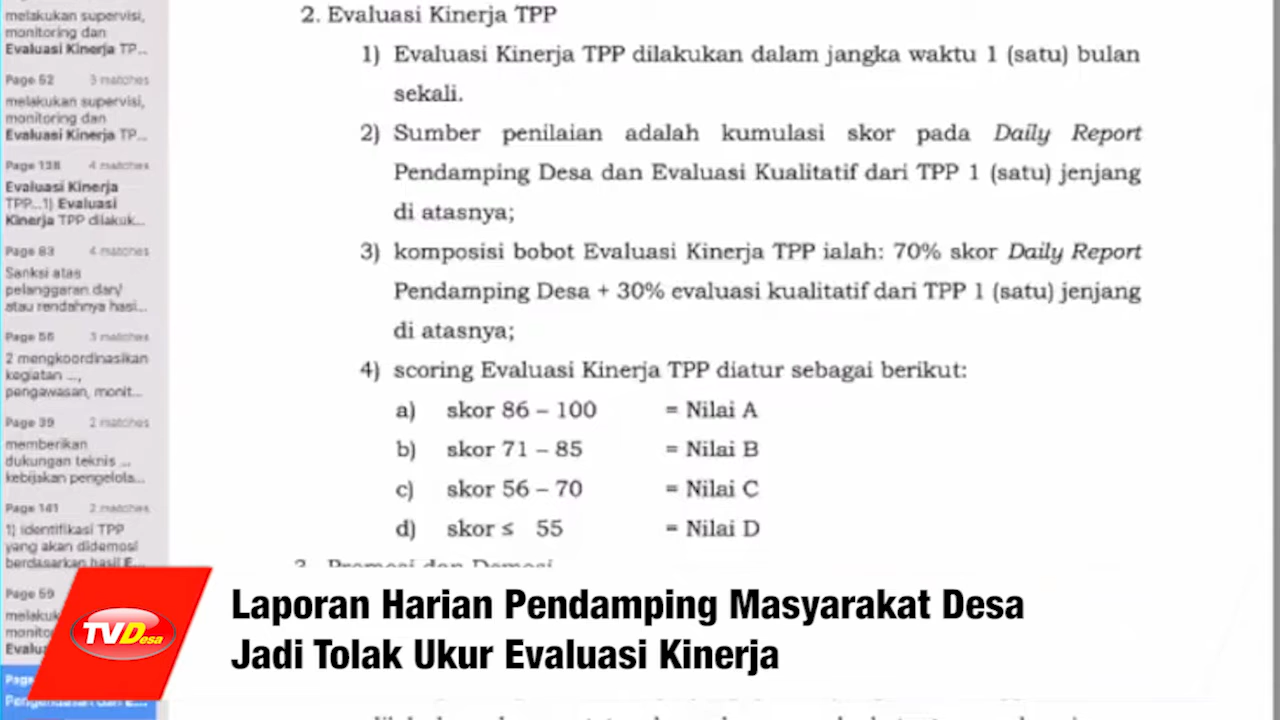 melakukan supervisi,
monitoring dan
Evaluasi Kinerja TP...
Page 52 3 matches
melakukan supervisi,
monitoring dan
Evaluasi Kinerja TP...
Page 138 4 matches
Evaluasi Kinerja
TPP...1) Evaluasi
Kinerja TPP dilakuk...
Page 83 4 matches
Sanksi atas
pelanggaran dan/
atau rendahnya hasi...
Page 56 3 matches
2 mengkoordinasikan
kegiatan ...,
pengawasan, monit...
Page 39 2 matches
memberikan
dukungan teknis ...
kebijakan pengelola...
Page 141 2 matches
1) identifikasi TPP
yang akan didemosi
berdasarkan hasil E...
Page 59
2. Evaluasi Kinerja TPP
1) Evaluasi Kinerja TPP dilakukan dalam jangka waktu 1 (satu) bulan
sekali.
2) Sumber penilaian adalah kumulasi skor pada Daily Report
Pendamping Desa dan Evaluasi Kualitatif dari TPP 1 (satu) jenjang
di atasnya;
3) komposisi bobot Evaluasi Kinerja TPP ialah: 70% skor Daily Report
Pendamping Desa + 30% evaluasi kualitatif dari TPP 1 (satu) jenjang
di atasnya;
4) scoring Evaluasi Kinerja TPP diatur sebagai berikut:
a) skor 86 – 100 = Nilai A
b) skor 71 – 85 = Nilai B
c) skor 56 – 70 = Nilai C
d) skor ≤ 55 = Nilai D
3. Promosi dan Demosi
TVDesa
Laporan Harian Pendamping Masyarakat Desa
Jadi Tolak Ukur Evaluasi Kinerja